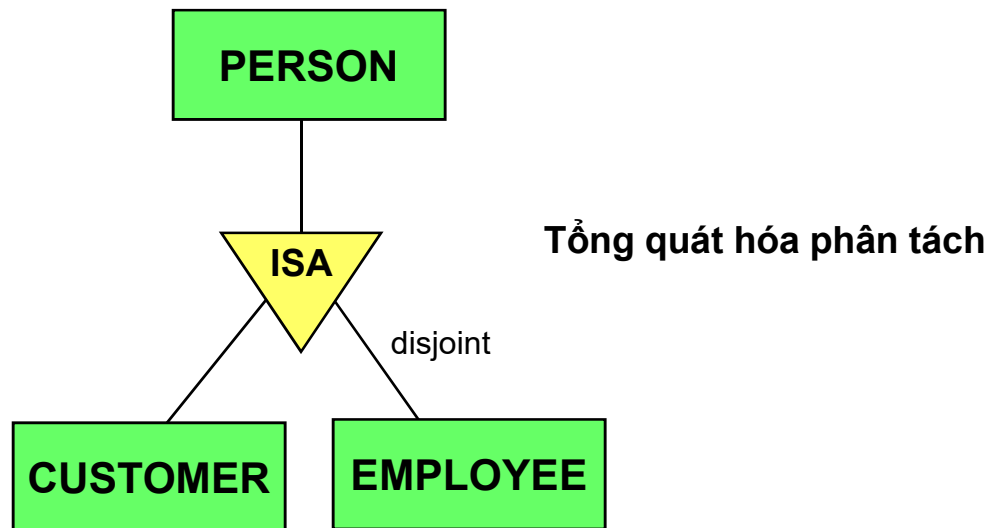 PERSON
ISA
Tổng quát hóa phân tách
disjoint
CUSTOMER
EMPLOYEE